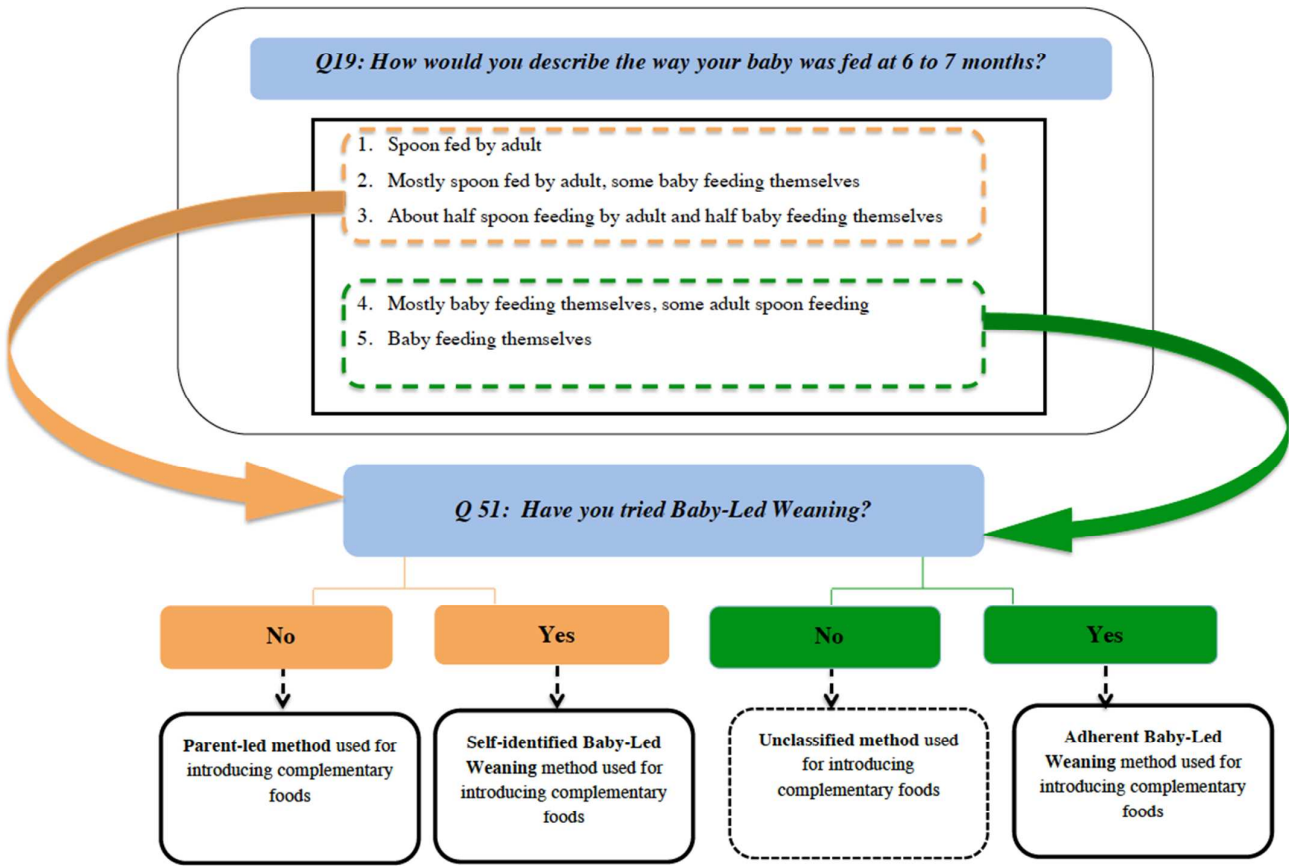 Q19: How would you describe the way your baby was fed at 6 to 7 months?
1. Spoon fed by adult
2. Mostly spoon fed by adult, some baby feeding themselves
3. About half spoon feeding by adult and half baby feeding themselves
4. Mostly baby feeding themselves, some adult spoon feeding
5. Baby feeding themselves
Q 51: Have you tried Baby-Led Weaning?
No
Yes
No
Yes
Parent-led method used for
introducing complementary
foods
Self-identified Baby-Led
Weaning method used for
introducing complementary
foods
Unclassified method used
for introducing
complementary foods
Adherent Baby-Led
Weaning method used for
introducing complementary
foods